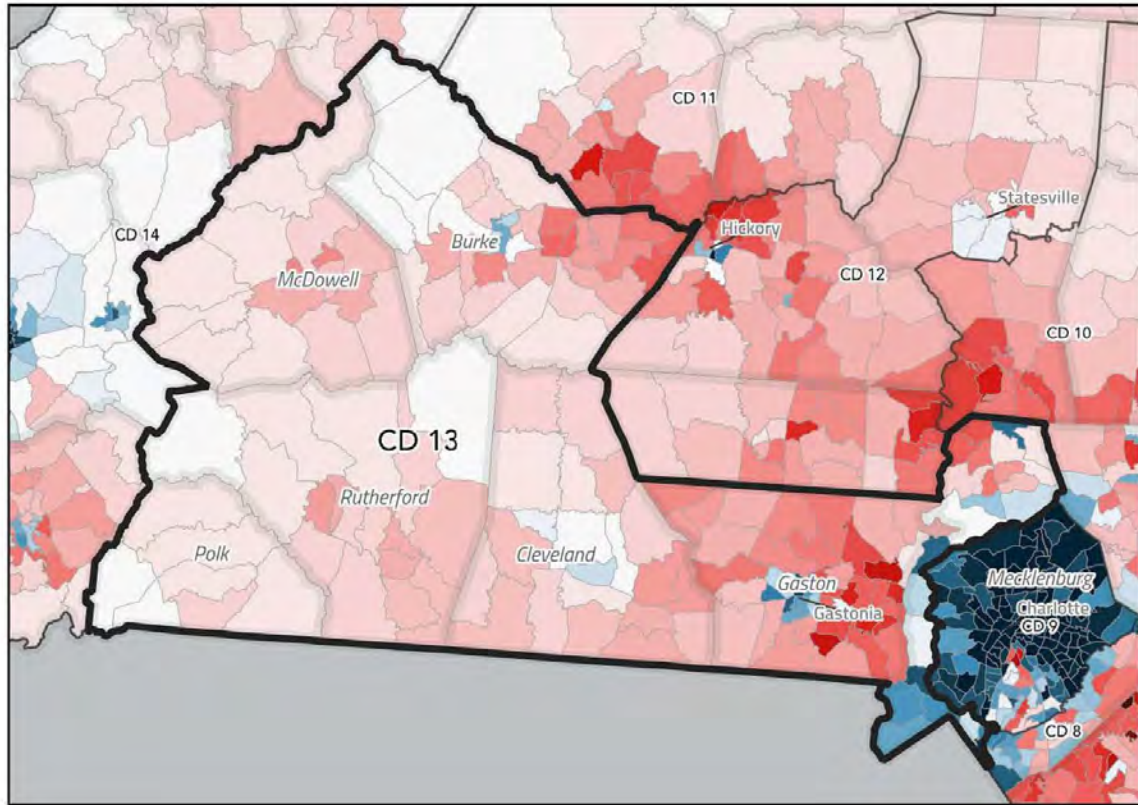 CD 11
Statesville
Hickory
CD 14
Burke
McDowell
CD 12
CD 10
CD 13
Rutherford
Polk
Cleveland
Gaston
Gastonia
Mecklenburg
Charlotte
CD 9
CD 8